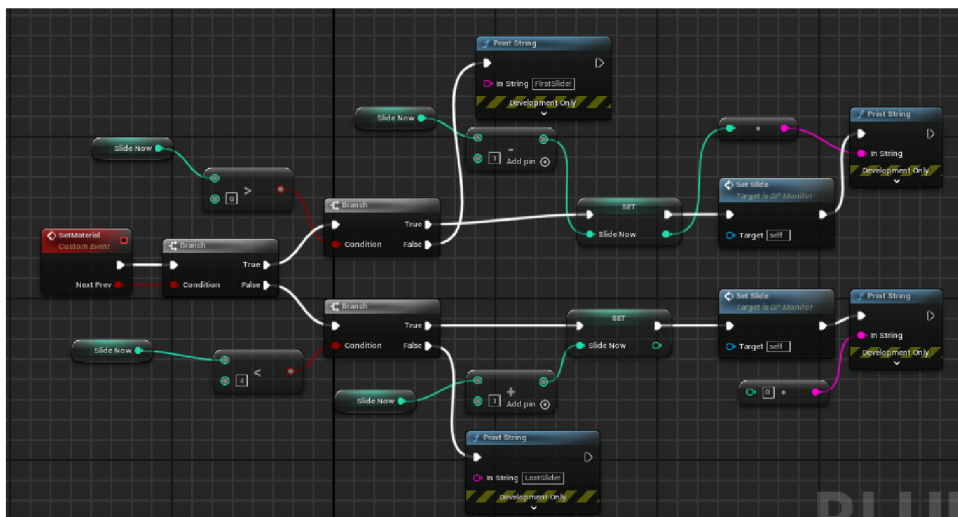 Print String
In String FirstSlide!
Development Only
Slide Now
-
1 Add pin
Print String
In String
Development Only
Slide Now
0 >
SET
Slide Now
Set Slide
Target is GP Monitor
Target self
SetMaterial
Custom Event
Next Prev
Branch
True
Condition False
Branch
True
Condition False
Branch
True
Condition False
Slide Now
4 <
SET
Slide Now
Set Slide
Target is GP Monitor
Target self
Print String
In String
Development Only
0
Slide Now
+
1 Add pin
Print String
In String LastSlide!
Development Only